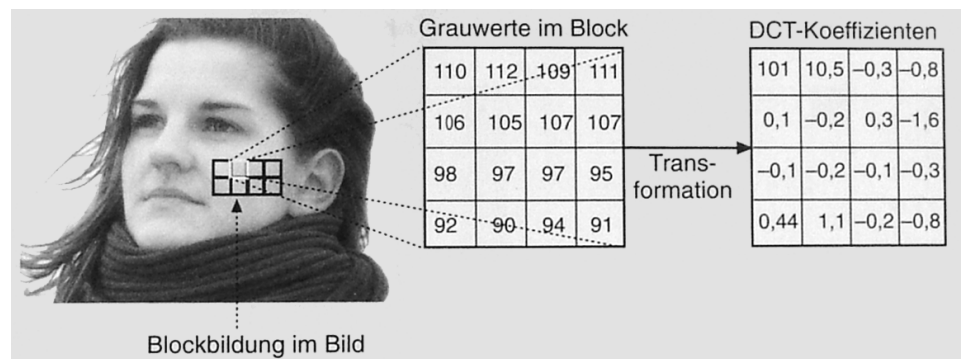 Grauwerte im Block
110 112 109 111
106 105 107 107
98 97 97 95
92 90 94 91
Trans-
formation
DCT-Koeffizienten
101 10,5 –0,3 –0,8
0,1 –0,2 0,3 –1,6
–0,1 –0,2 –0,1 –0,3
0,44 1,1 –0,2 –0,8
Blockbildung im Bild